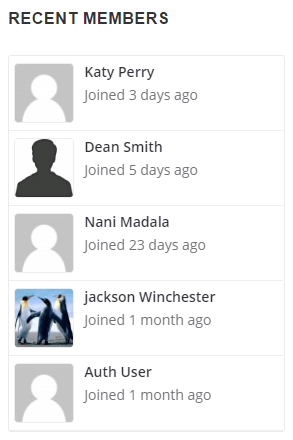 RECENT MEMBERS
Katy Perry
Joined 3 days ago
Dean Smith
Joined 5 days ago
Nani Madala
Joined 23 days ago
jackson Winchester
Joined 1 month ago
Auth User
Joined 1 month ago